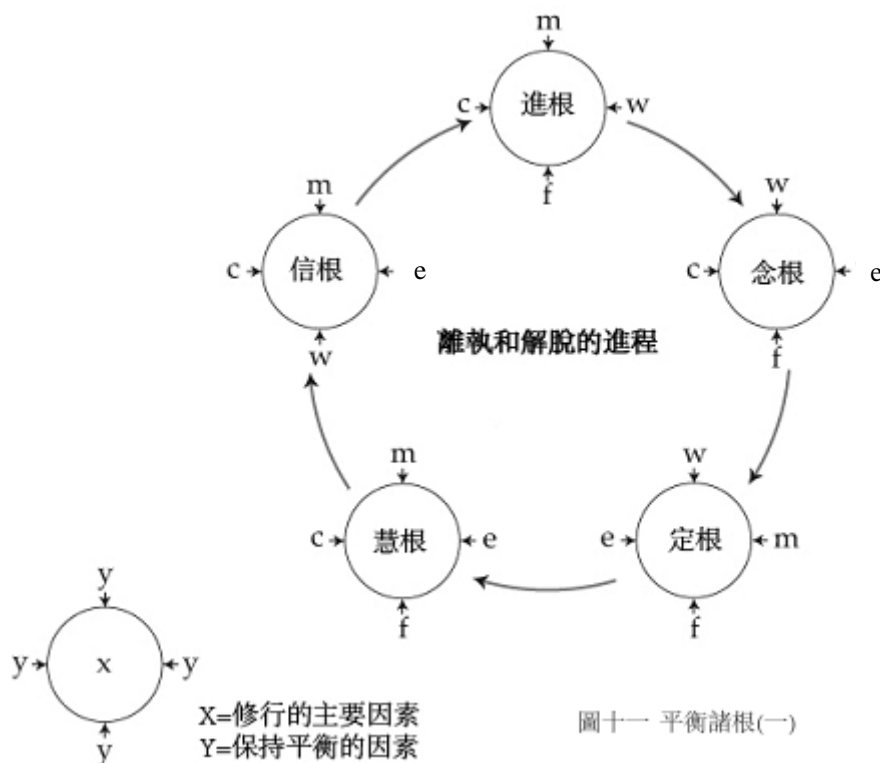 m
c 進根 w
f
m
c 信根 e
w
w
c 念根 e
f
離執和解脫的進程
m
c 慧根 e
f
w
e 定根 m
f
y
y x y
y
X=修行的主要因素
Y=保持平衡的因素
圖十一 平衡諸根(一)